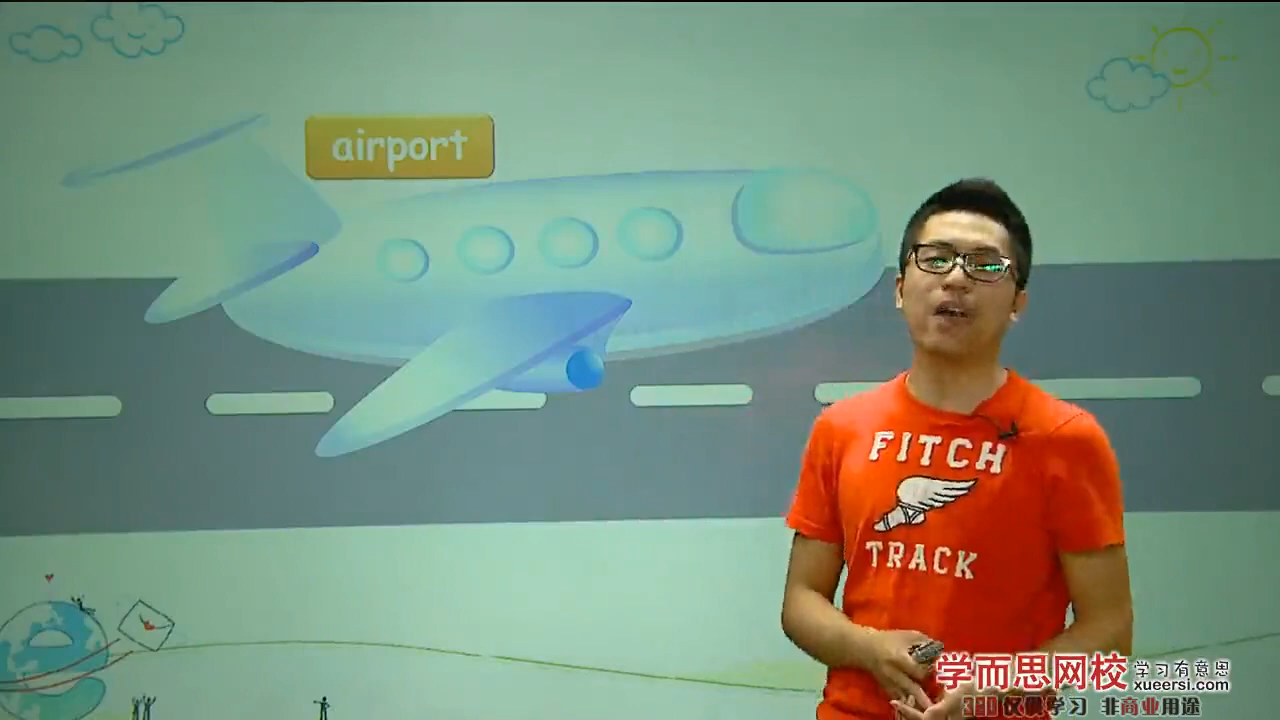 airport
FITCH
TRACK
学而思网校
学习有意思
xueersi.com
仅供学习 非商业用途